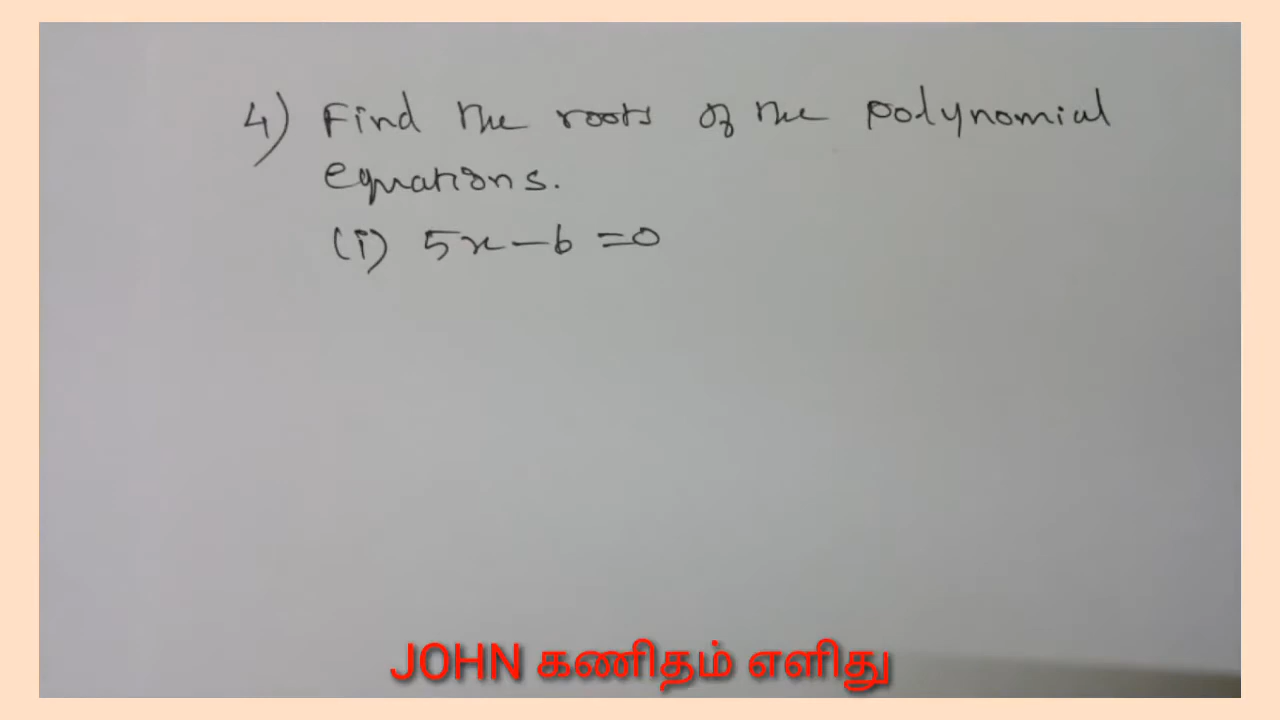 4) Find the roots of the polynomial
equations.
(i) 5x-6=0
JOHN கணிதம் எளிது